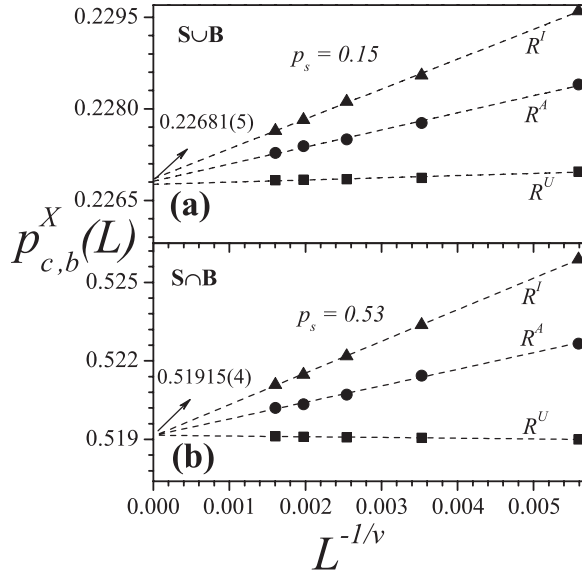 0.2295
S∪B
p_s = 0.15
R^I
0.2280
0.22681(5)
R^A
0.2265
(a)
R^U
p^X_{c,b}(L)
0.525
S∩B
p_s = 0.53
R^I
0.522
0.51915(4)
R^A
0.519
(b)
R^U
0.000 0.001 0.002 0.003 0.004 0.005
L^{-1/ν}